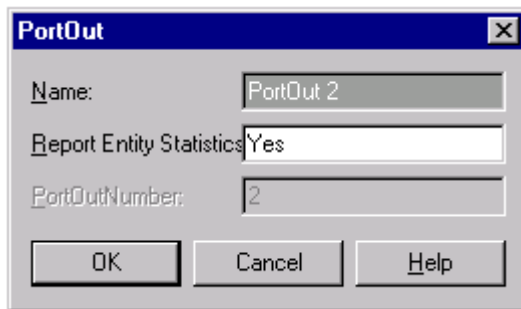 PortOut
Name: PortOut 2
Report Entity Statistics Yes
PortOutNumber: 2
OK Cancel Help